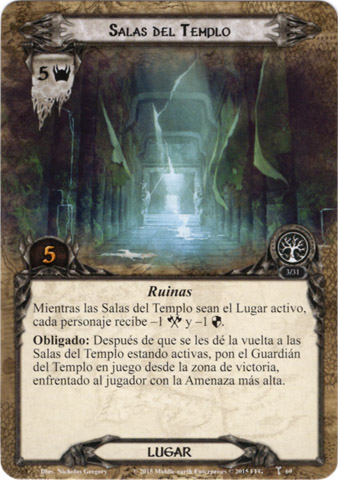 Salas del Templo
5
5
3/31
Ruinas
Mientras las Salas del Templo sean el Lugar activo,
cada personaje recibe –1 y –1 .
Obligado: Después de que se les dé la vuelta a las
Salas del Templo estando activas, pon el Guardián
del Templo en juego desde la zona de victoria,
enfrentado al jugador con la Amenaza más alta.
LUGAR
Ilus. Nicholas Gregory © 2015 Middle-earth Enterprises © 2015 FFG 60